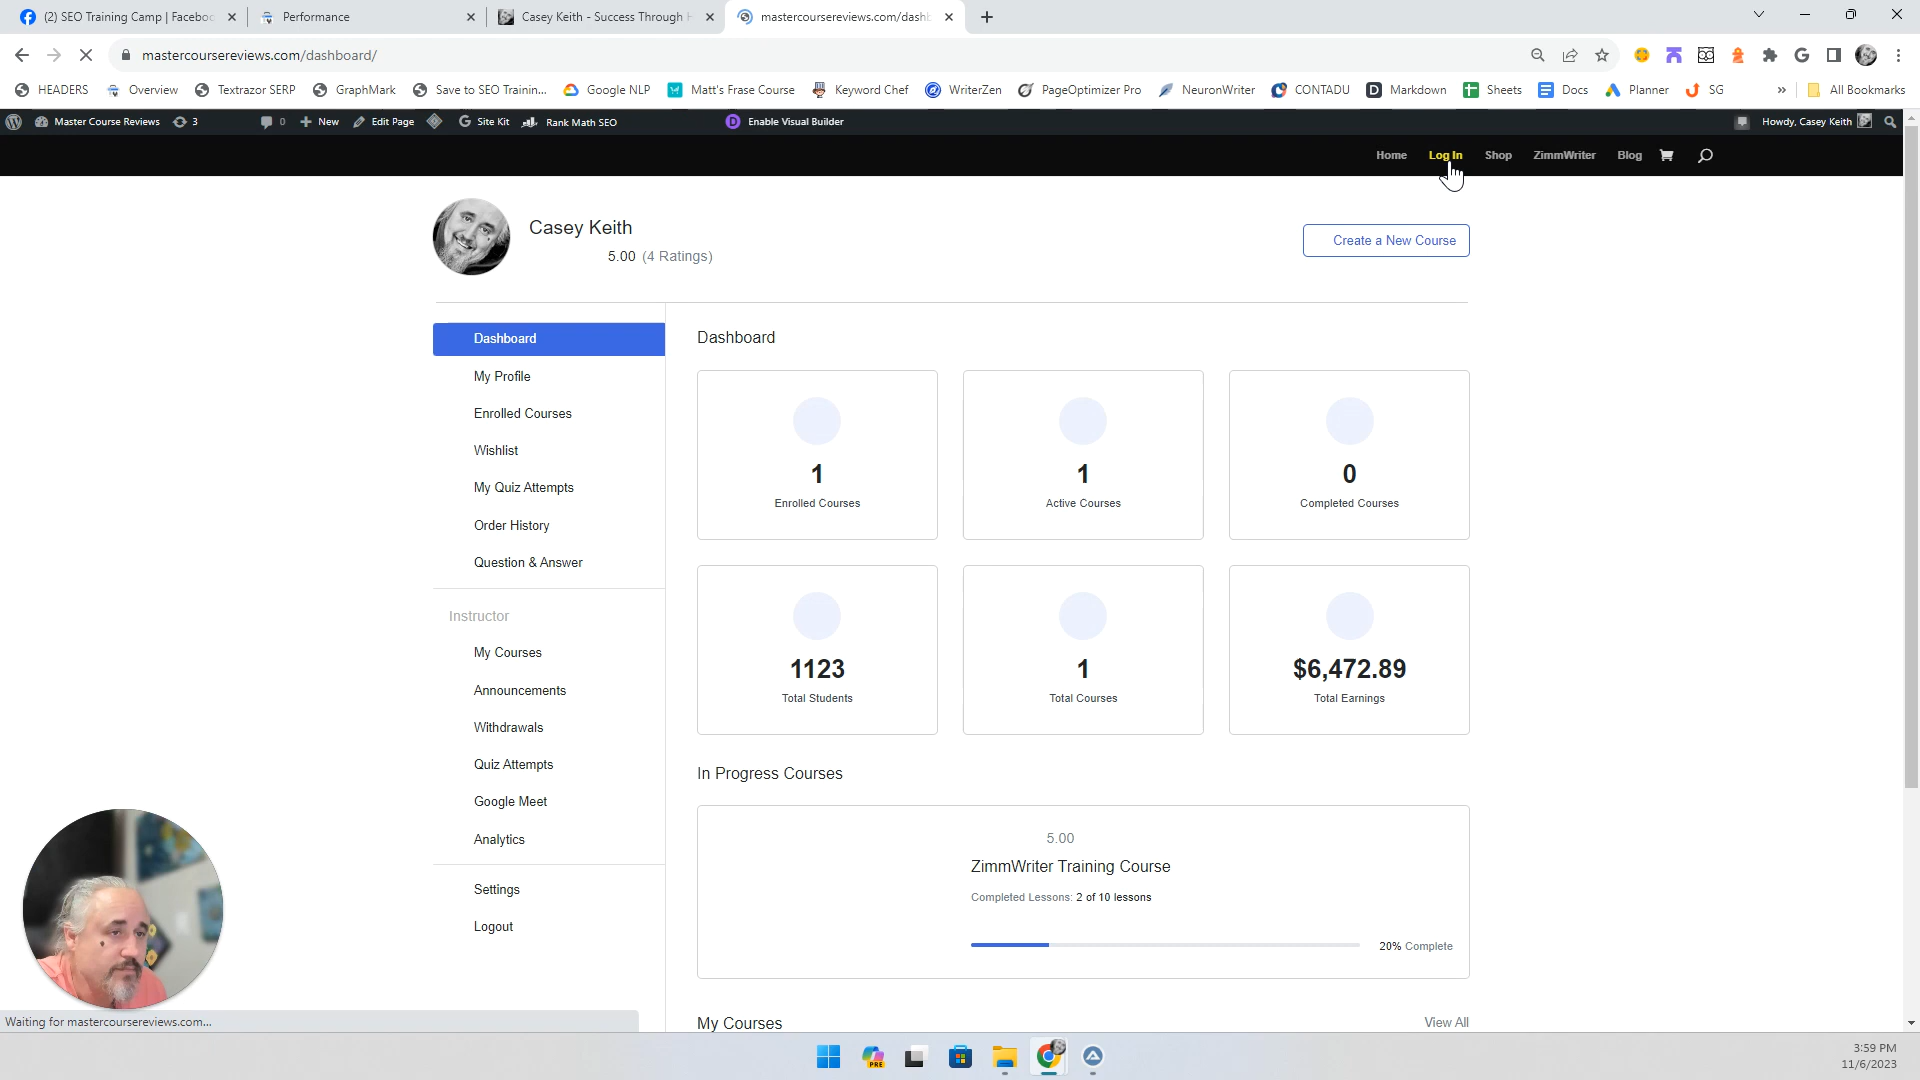 (2) SEO Training Camp | Faceboo
Performance
Casey Keith - Success Through H
mastercoursereviews.com/dashb
mastercoursereviews.com/dashboard/
HEADERS
Overview
Textrazor SERP
GraphMark
Save to SEO Trainin...
Google NLP
Matt's Frase Course
Keyword Chef
WriterZen
PageOptimizer Pro
NeuronWriter
CONTADU
Markdown
Sheets
Docs
Planner
SG
»
All Bookmarks
Master Course Reviews
3
0
New
Edit Page
Site Kit
Rank Math SEO
Enable Visual Builder
Howdy, Casey Keith
Home
Log In
Shop
ZimmWriter
Blog
Casey Keith
5.00 (4 Ratings)
Create a New Course
Dashboard
My Profile
Enrolled Courses
Wishlist
My Quiz Attempts
Order History
Question & Answer
Instructor
My Courses
Announcements
Withdrawals
Quiz Attempts
Google Meet
Analytics
Settings
Logout
Dashboard
1
Enrolled Courses
1
Active Courses
0
Completed Courses
1123
Total Students
1
Total Courses
$6,472.89
Total Earnings
In Progress Courses
5.00
ZimmWriter Training Course
Completed Lessons: 2 of 10 lessons
20% Complete
My Courses
View All
Waiting for mastercoursereviews.com...
PRE
3:59 PM
11/6/2023